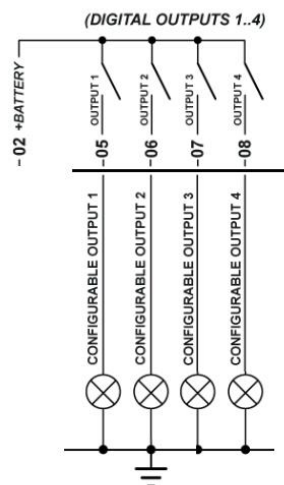 (DIGITAL OUTPUTS 1..4)
- 02 +BATTERY
OUTPUT 1
OUTPUT 2
OUTPUT 3
OUTPUT 4
-05
-06
-07
-08
CONFIGURABLE OUTPUT 1
CONFIGURABLE OUTPUT 2
CONFIGURABLE OUTPUT 3
CONFIGURABLE OUTPUT 4